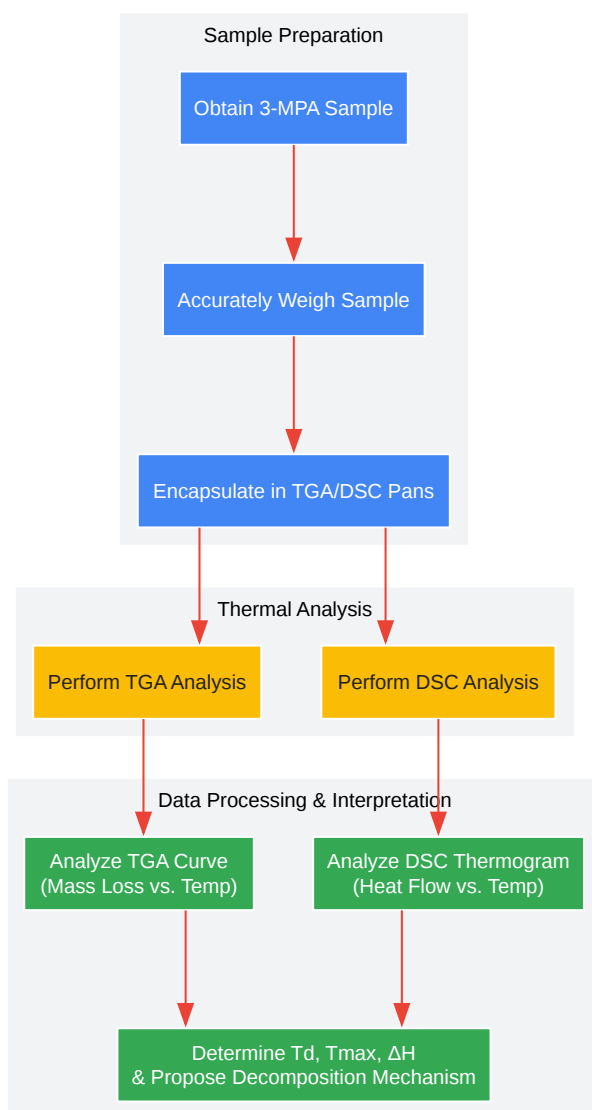 Sample Preparation
Obtain 3-MPA Sample
Accurately Weigh Sample
Encapsulate in TGA/DSC Pans
Thermal Analysis
Perform TGA Analysis
Perform DSC Analysis
Data Processing & Interpretation
Analyze TGA Curve
(Mass Loss vs. Temp)
Analyze DSC Thermogram
(Heat Flow vs. Temp)
Determine Td, Tmax, ΔH
& Propose Decomposition Mechanism